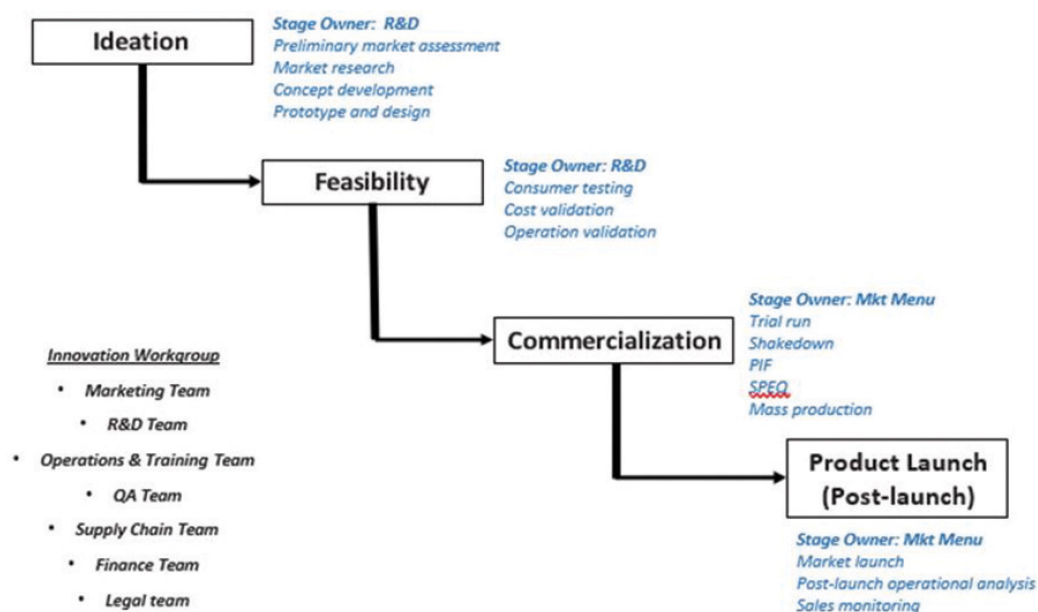 Ideation
Stage Owner: R&D
Preliminary market assessment
Market research
Concept development
Prototype and design
Feasibility
Stage Owner: R&D
Consumer testing
Cost validation
Operation validation
Commercialization
Stage Owner: Mkt Menu
Trial run
Shakedown
PIF
SPEQ
Mass production
Product Launch
(Post-launch)
Stage Owner: Mkt Menu
Market launch
Post-launch operational analysis
Sales monitoring
Innovation Workgroup
• Marketing Team
• R&D Team
• Operations & Training Team
• QA Team
• Supply Chain Team
• Finance Team
• Legal team